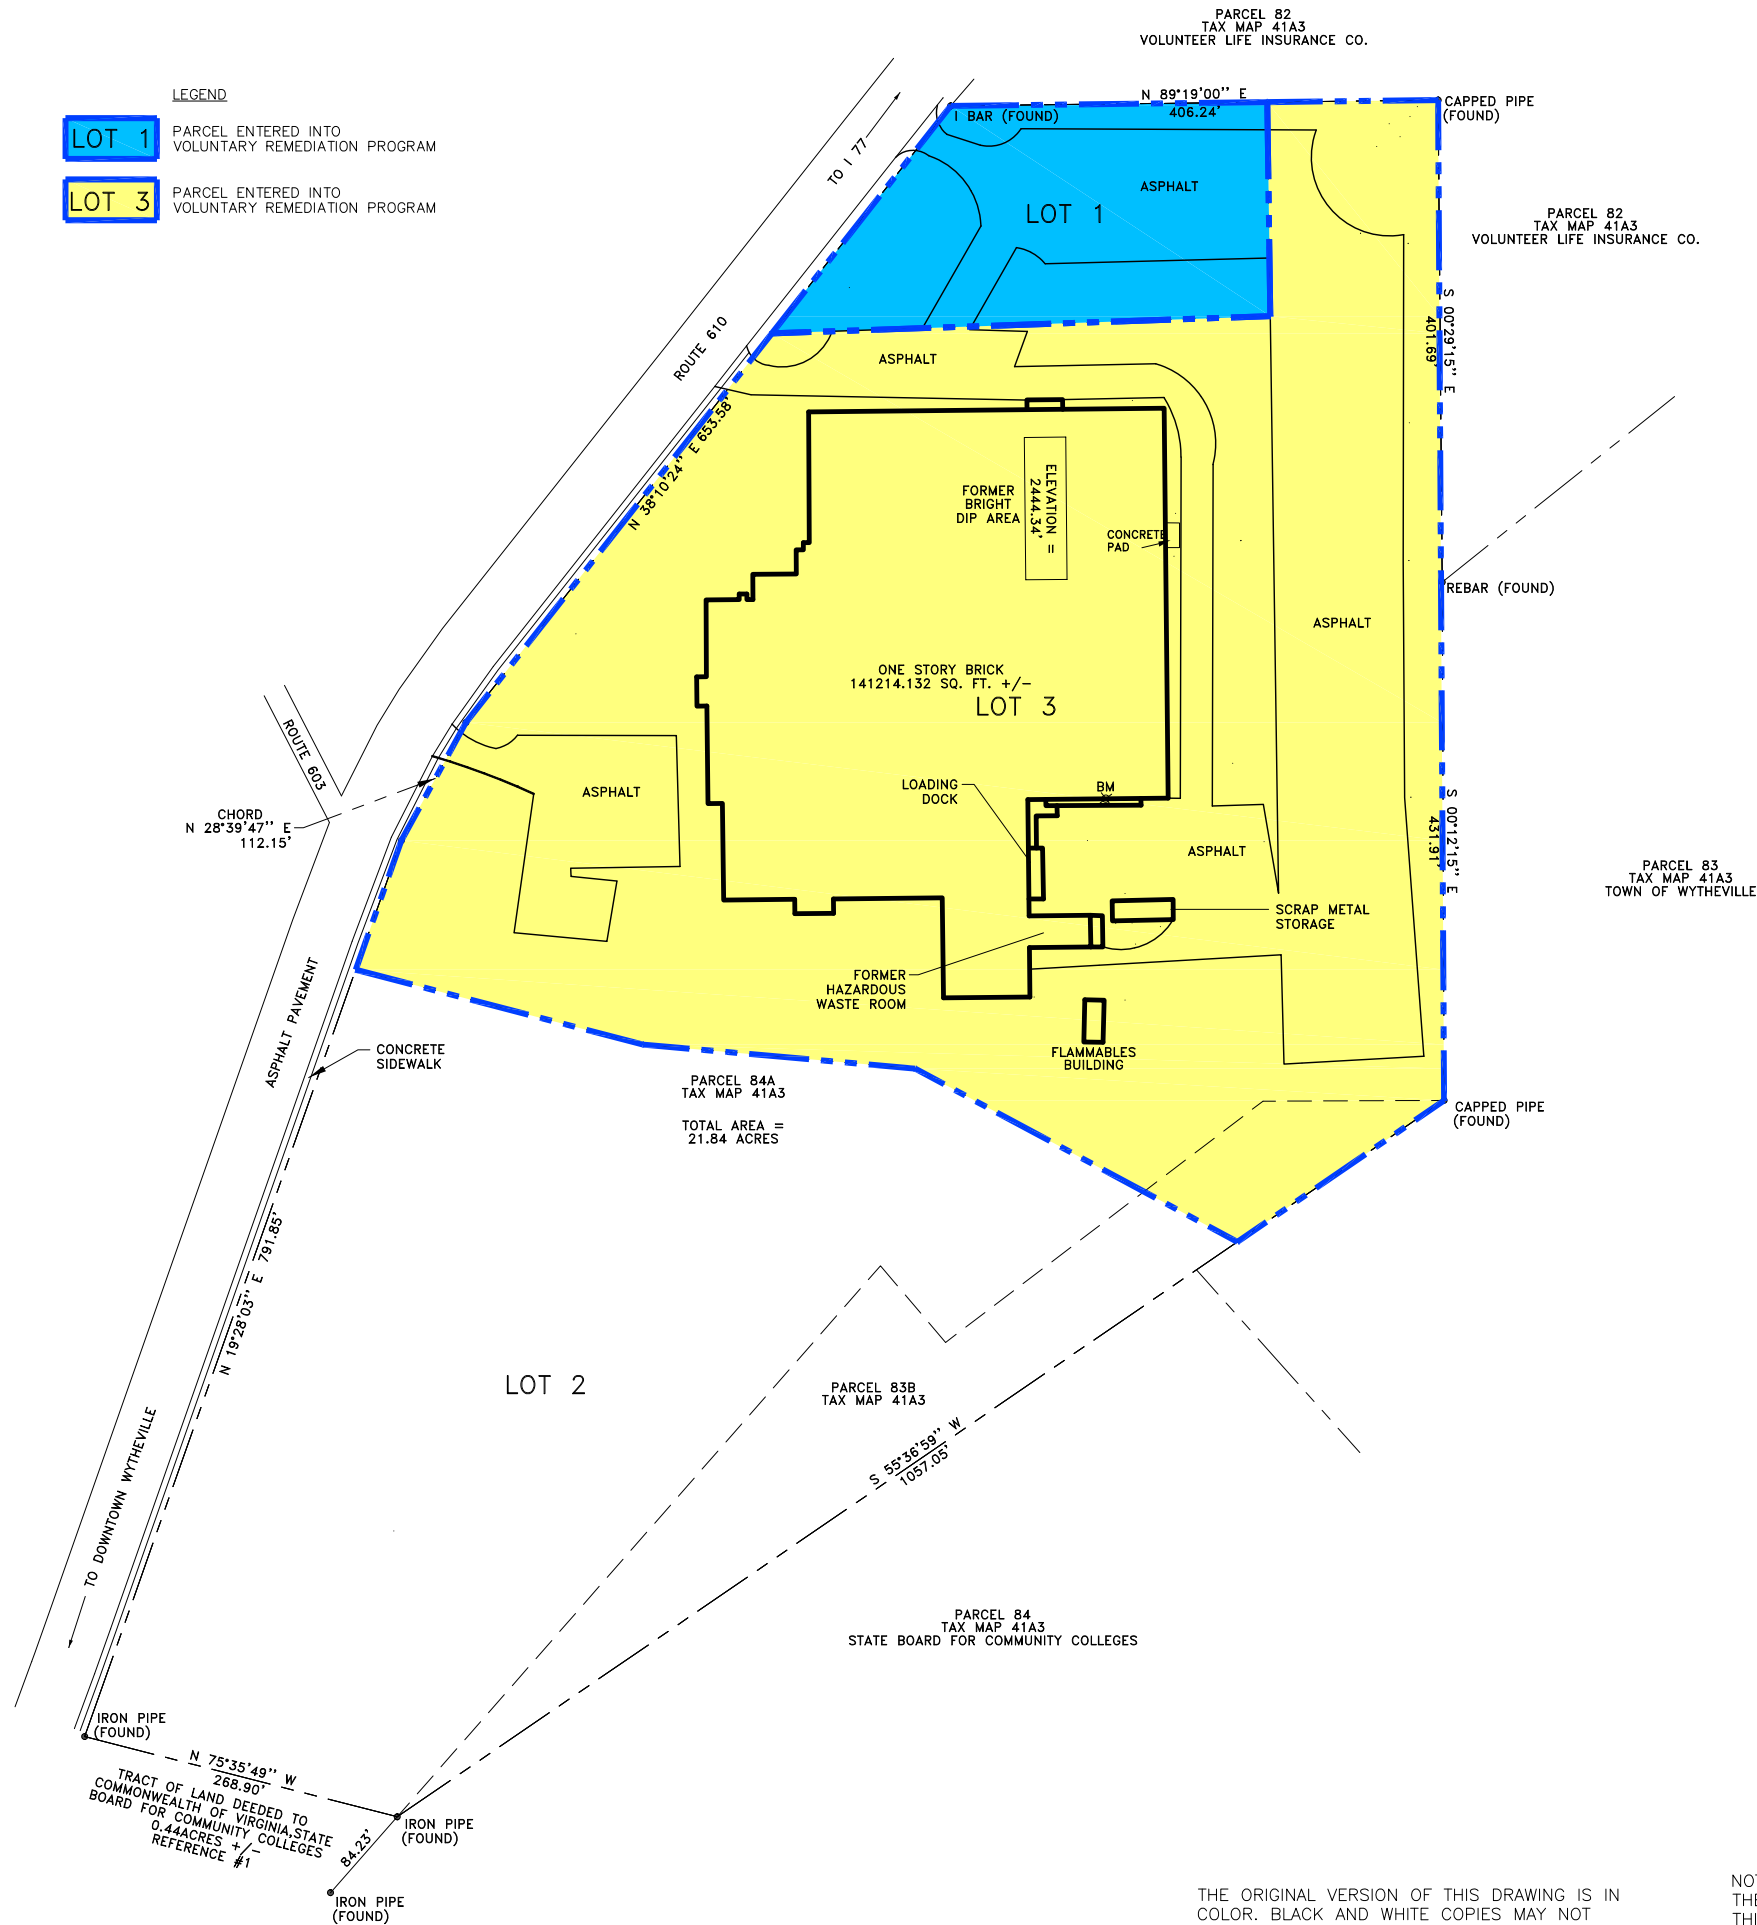 PARCEL 82
TAX MAP 41A3
VOLUNTEER LIFE INSURANCE CO.
LEGEND
LOT 1
PARCEL ENTERED INTO
VOLUNTARY REMEDIATION PROGRAM
LOT 3
PARCEL ENTERED INTO
VOLUNTARY REMEDIATION PROGRAM
N 89°19'00'' E
406.24'
I BAR (FOUND)
CAPPED PIPE
(FOUND)
TO I 77
ASPHALT
LOT 1
PARCEL 82
TAX MAP 41A3
VOLUNTEER LIFE INSURANCE CO.
S 00°29'15'' E
401.69'
ROUTE 610
ASPHALT
N 38°10'24'' E 653.58'
FORMER
BRIGHT
DIP AREA
ELEVATION =
2444.34'
CONCRETE
PAD
REBAR (FOUND)
ASPHALT
ONE STORY BRICK
141214.132 SQ. FT. +/-
LOT 3
ROUTE 603
CHORD
N 28°39'47'' E
112.15'
ASPHALT
LOADING
DOCK
BM
ASPHALT
S 00°12'15'' E
431.91'
PARCEL 83
TAX MAP 41A3
TOWN OF WYTHEVILLE
SCRAP METAL
STORAGE
FORMER
HAZARDOUS
WASTE ROOM
FLAMMABLES
BUILDING
ASPHALT PAVEMENT
CONCRETE
SIDEWALK
PARCEL 84A
TAX MAP 41A3
TOTAL AREA =
21.84 ACRES
CAPPED PIPE
(FOUND)
N 19°28'03'' E 791.85'
LOT 2
PARCEL 83B
TAX MAP 41A3
S 55°36'59'' W
1057.05'
TO DOWNTOWN WYTHEVILLE
PARCEL 84
TAX MAP 41A3
STATE BOARD FOR COMMUNITY COLLEGES
IRON PIPE
(FOUND)
N 75°35'49'' W
268.90'
TRACT OF LAND DEEDED TO
COMMONWEALTH OF VIRGINIA,STATE
BOARD FOR COMMUNITY COLLEGES
0.44ACRES +/-
REFERENCE #1
IRON PIPE
(FOUND)
84.23'
IRON PIPE
(FOUND)
THE ORIGINAL VERSION OF THIS DRAWING IS IN
COLOR. BLACK AND WHITE COPIES MAY NOT